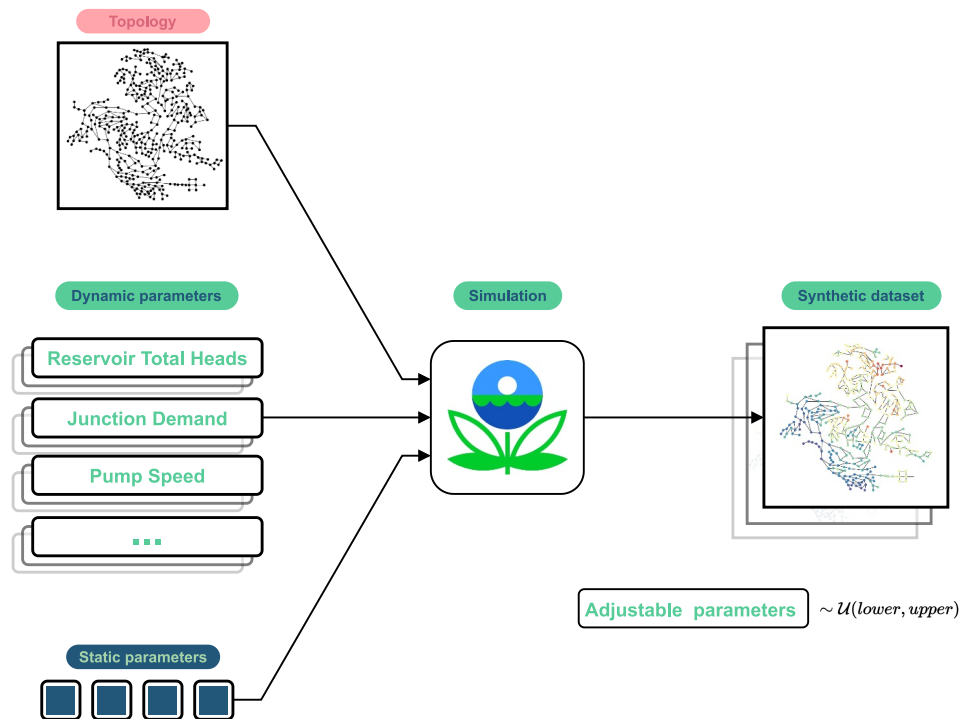 Topology
Dynamic parameters
Simulation
Synthetic dataset
Reservoir Total Heads
Junction Demand
Pump Speed
...
Adjustable parameters ∼ 𝒰(lower, upper)
Static parameters